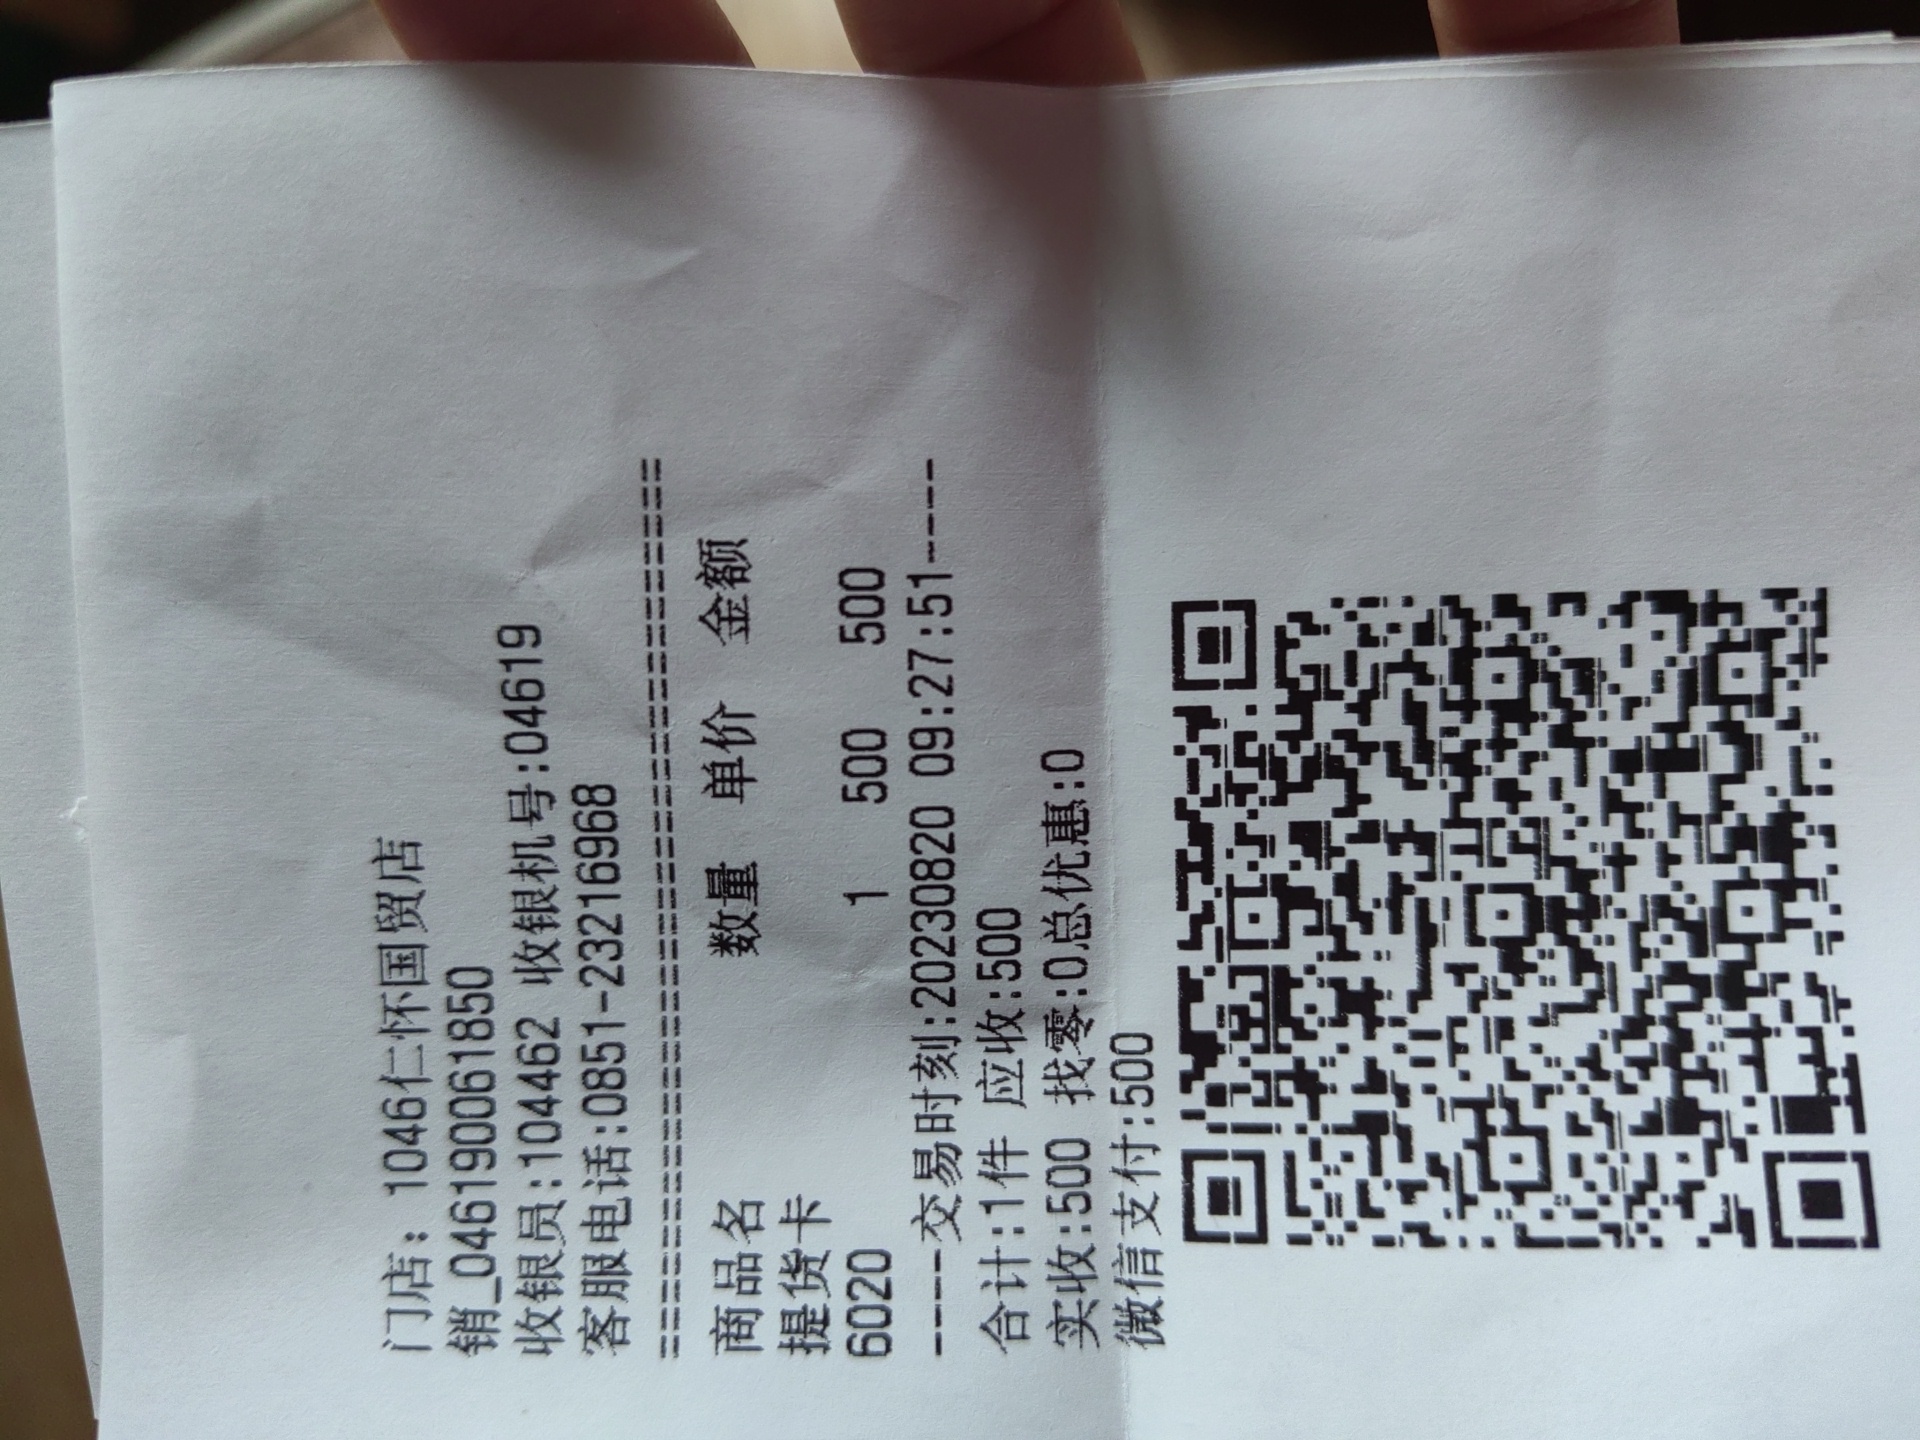 门店: 1046仁怀国贸店
销_046190061850
收银员:104462 收银机号:04619
客服电话:0851-23216968
================================
商品名 数量 单价 金额
提货卡
6020 1 500 500
----交易时刻:20230820 09:27:51----
合计:1件 应收:500
实收:500 找零:0总优惠:0
微信支付:500